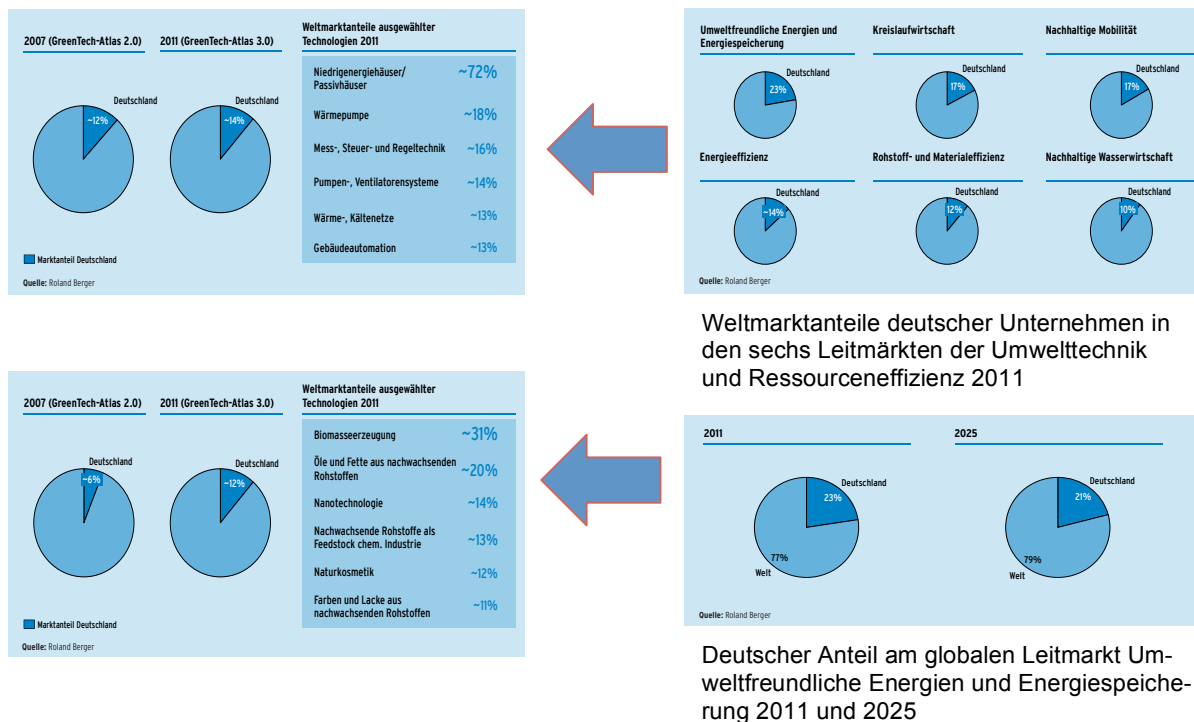 2007 (GreenTech-Atlas 2.0)
2011 (GreenTech-Atlas 3.0)
Weltmarktanteile ausgewählter
Technologien 2011
Deutschland
~12%
Deutschland
~14%
Niedrigenergiehäuser/
Passivhäuser
~72%
Wärmepumpe
~18%
Mess-, Steuer- und Regeltechnik
~16%
Pumpen-, Ventilatorensysteme
~14%
Wärme-, Kältenetze
~13%
Gebäudeautomation
~13%
Marktanteil Deutschland
Quelle: Roland Berger
Umweltfreundliche Energien und
Energiespeicherung
Kreislaufwirtschaft
Nachhaltige Mobilität
Deutschland
23%
Deutschland
17%
Deutschland
17%
Energieeffizienz
Rohstoff- und Materialeffizienz
Nachhaltige Wasserwirtschaft
Deutschland
~14%
Deutschland
12%
Deutschland
10%
Quelle: Roland Berger
Weltmarktanteile deutscher Unternehmen in
den sechs Leitmärkten der Umwelttechnik
und Ressourceneffizienz 2011
2007 (GreenTech-Atlas 2.0)
2011 (GreenTech-Atlas 3.0)
Weltmarktanteile ausgewählter
Technologien 2011
Deutschland
~6%
Deutschland
~12%
Biomasseerzeugung
~31%
Öle und Fette aus nachwachsenden
Rohstoffen
~20%
Nanotechnologie
~14%
Nachwachsende Rohstoffe als
Feedstock chem. Industrie
~13%
Naturkosmetik
~12%
Farben und Lacke aus
nachwachsenden Rohstoffen
~11%
Marktanteil Deutschland
Quelle: Roland Berger
2011
2025
Deutschland
23%
77%
Welt
Deutschland
21%
79%
Welt
Quelle: Roland Berger
Deutscher Anteil am globalen Leitmarkt Um-
weltfreundliche Energien und Energiespeiche-
rung 2011 und 2025